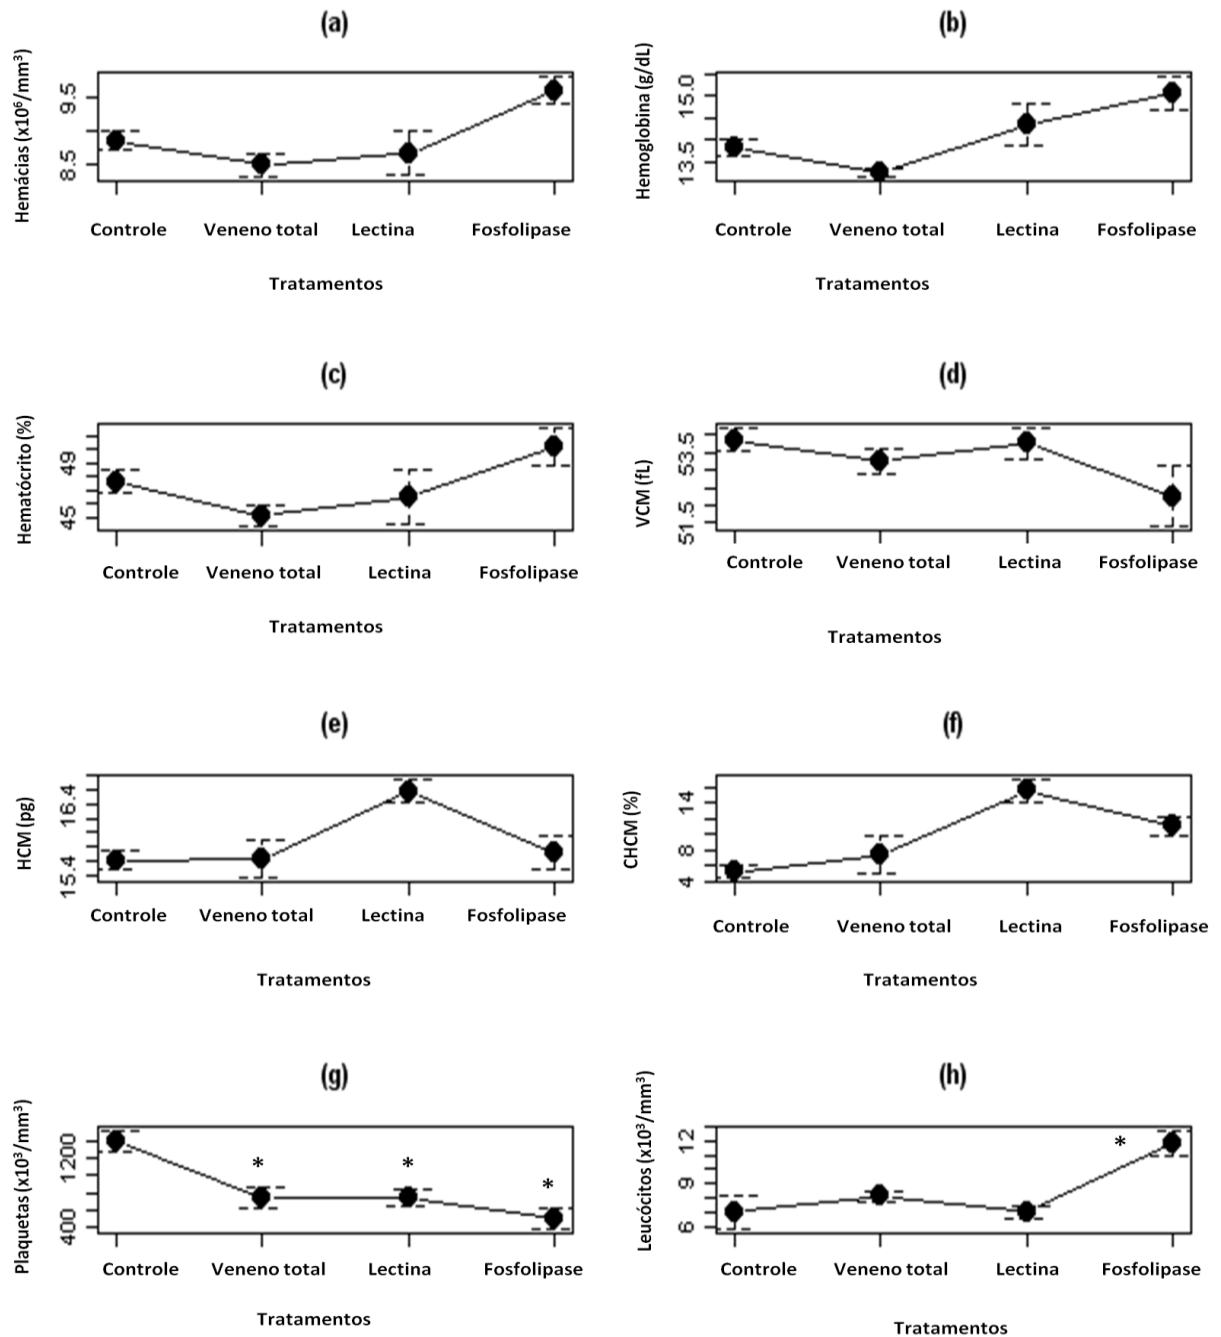 (a)
Hemácias (x10⁶/mm³)
9.5
8.5
Controle Veneno total Lectina Fosfolipase
Tratamentos
(b)
Hemoglobina (g/dL)
15.0
13.5
Controle Veneno total Lectina Fosfolipase
Tratamentos
(c)
Hematócrito (%)
49
45
Controle Veneno total Lectina Fosfolipase
Tratamentos
(d)
VCM (fL)
53.5
51.5
Controle Veneno total Lectina Fosfolipase
Tratamentos
(e)
HCM (pg)
16.4
15.4
Controle Veneno total Lectina Fosfolipase
Tratamentos
(f)
CHCM (%)
14
8
4
Controle Veneno total Lectina Fosfolipase
Tratamentos
(g)
Plaquetas (x10³/mm³)
1200
400
* * *
Controle Veneno total Lectina Fosfolipase
Tratamentos
(h)
Leucócitos (x10³/mm³)
12
9
6
*
Controle Veneno total Lectina Fosfolipase
Tratamentos